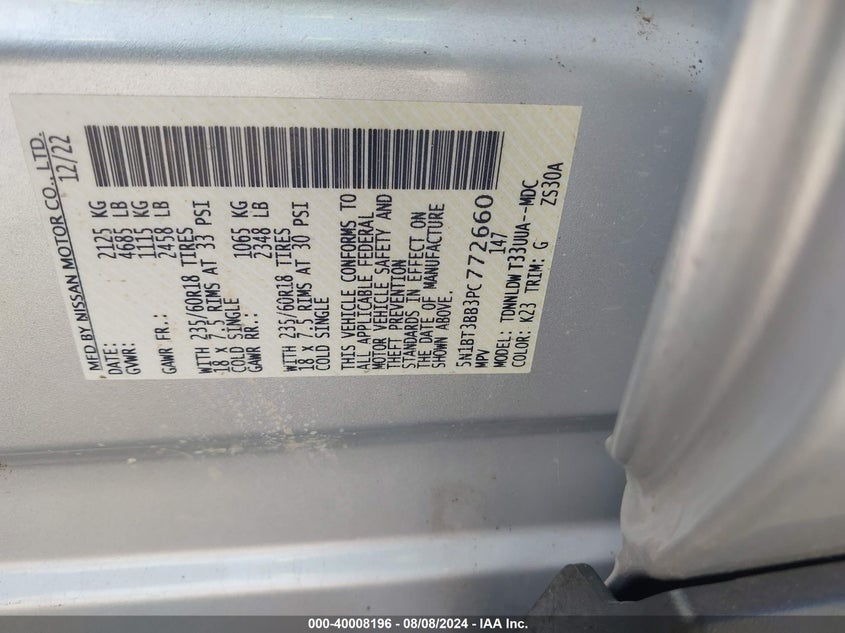 MFD BY NISSAN MOTOR CO., LTD.
DATE: 12/22
GVWR: 2125 KG
4685 LB
GAWR FR.: 1115 KG
2458 LB
WITH 235/60R18 TIRES
18 X 7.5 RIMS AT 33 PSI
COLD SINGLE
GAWR RR.: 1065 KG
2348 LB
WITH 235/60R18 TIRES
18 X 7.5 RIMS AT 30 PSI
COLD SINGLE
THIS VEHICLE CONFORMS TO
ALL APPLICABLE FEDERAL
MOTOR VEHICLE SAFETY AND
THEFT PREVENTION
STANDARDS IN EFFECT ON
THE DATE OF MANUFACTURE
SHOWN ABOVE.
5N1BT3BB3PC772660
MPV 147
MODEL: TDWNLDW T33UUA--MDC
COLOR: K23 TRIM: G ZS30A
000-40008196 - 08/08/2024 - IAAI Inc.